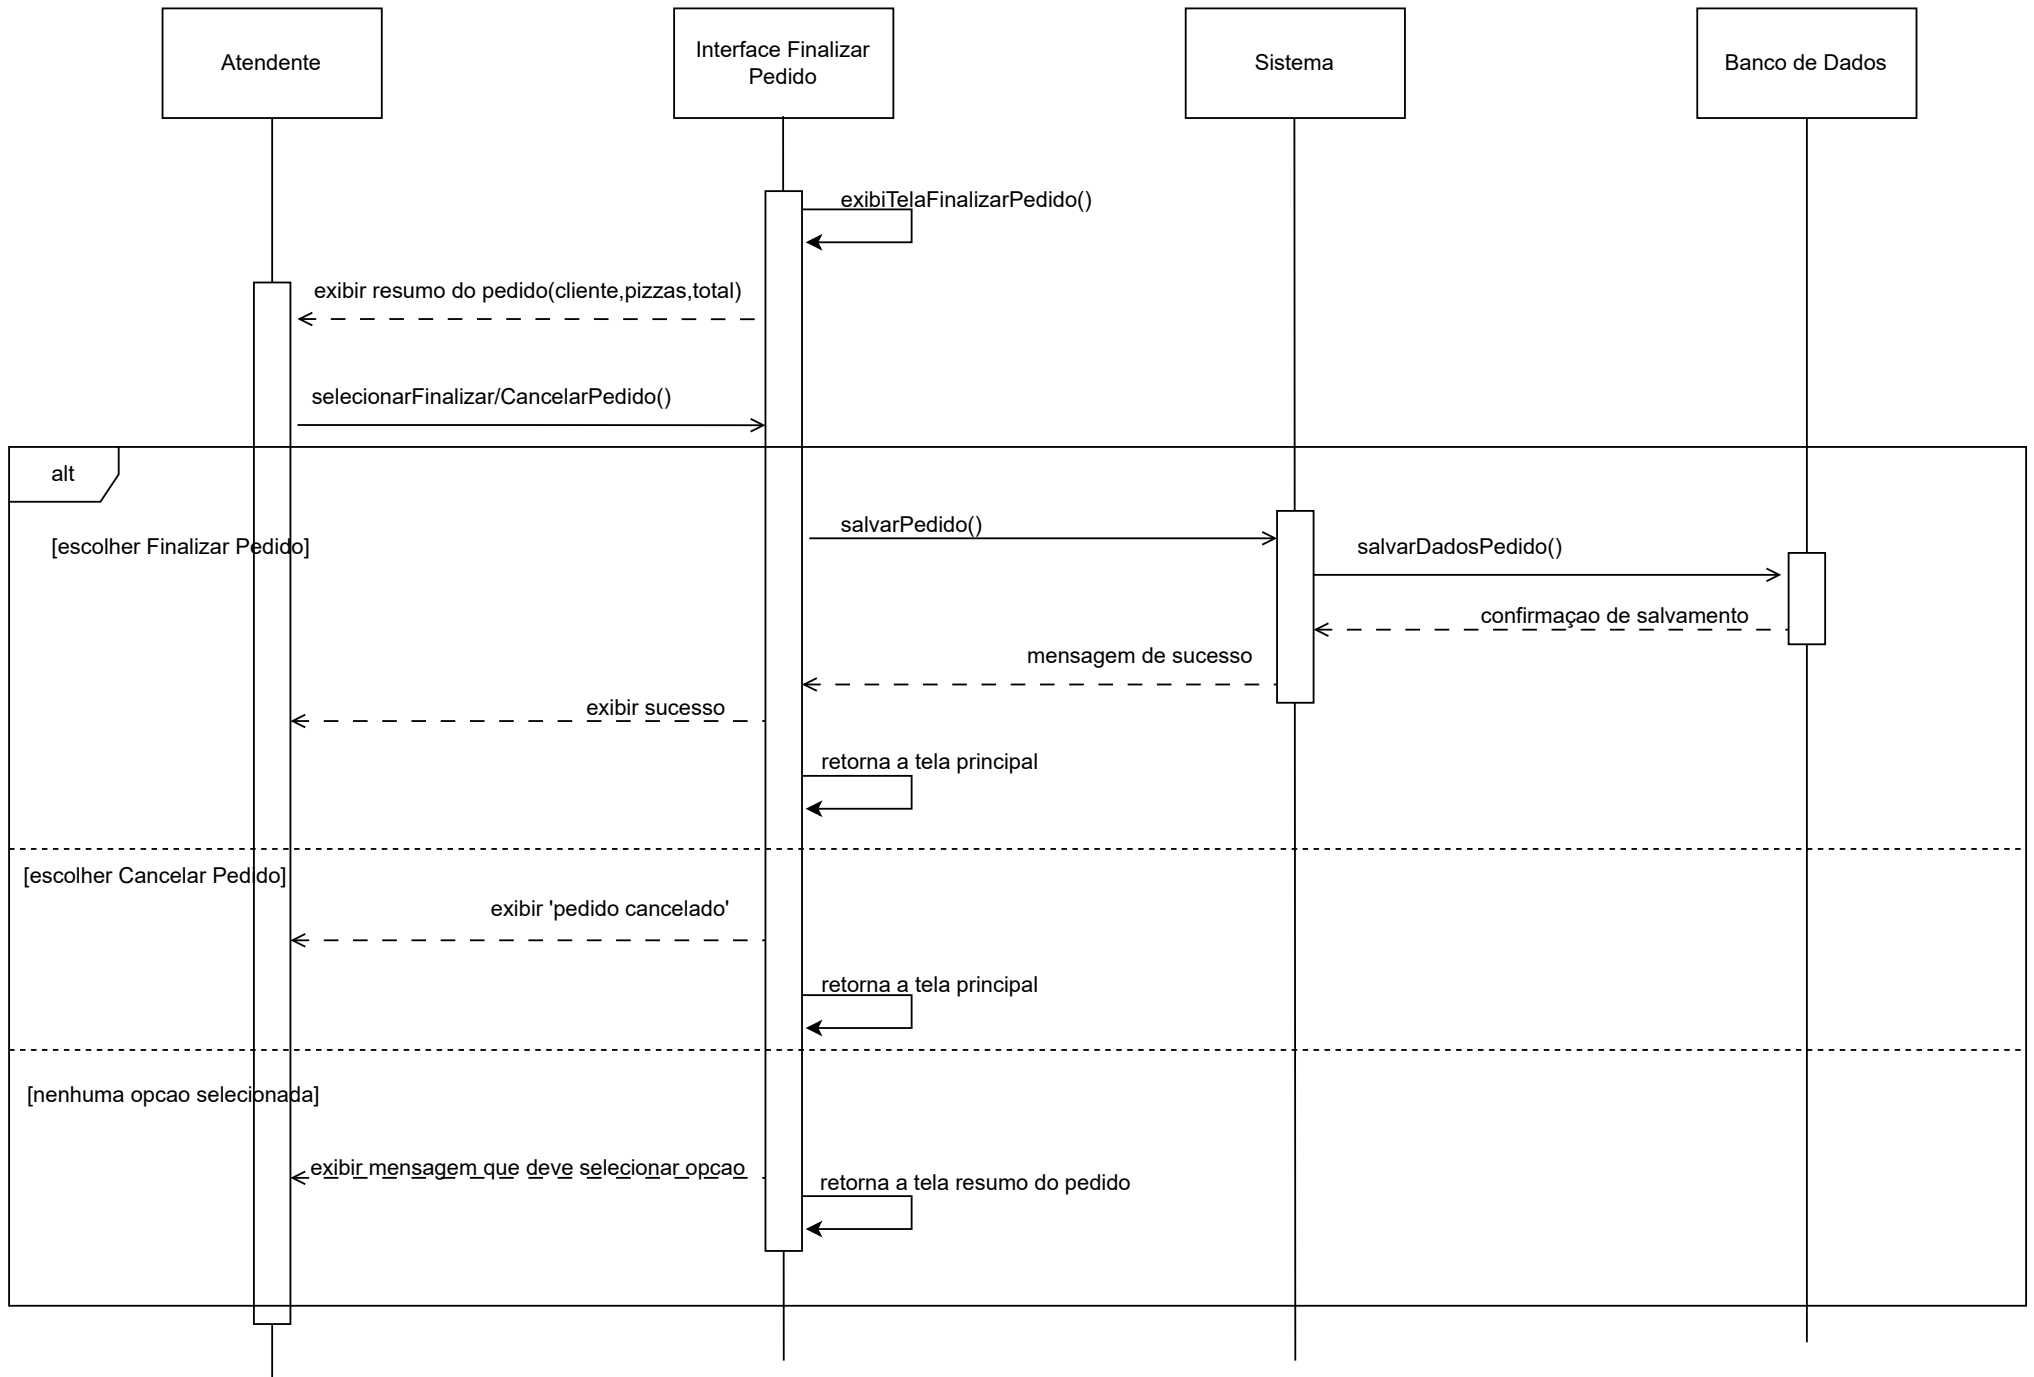 Atendente
Interface Finalizar
Pedido
Sistema
Banco de Dados
exibiTelaFinalizarPedido()
exibir resumo do pedido(cliente,pizzas,total)
selecionarFinalizar/CancelarPedido()
alt
[escolher Finalizar Pedido]
salvarPedido()
salvarDadosPedido()
confirmaçao de salvamento
mensagem de sucesso
exibir sucesso
retorna a tela principal
[escolher Cancelar Pedido]
exibir 'pedido cancelado'
retorna a tela principal
[nenhuma opcao selecionada]
exibir mensagem que deve selecionar opcao
retorna a tela resumo do pedido